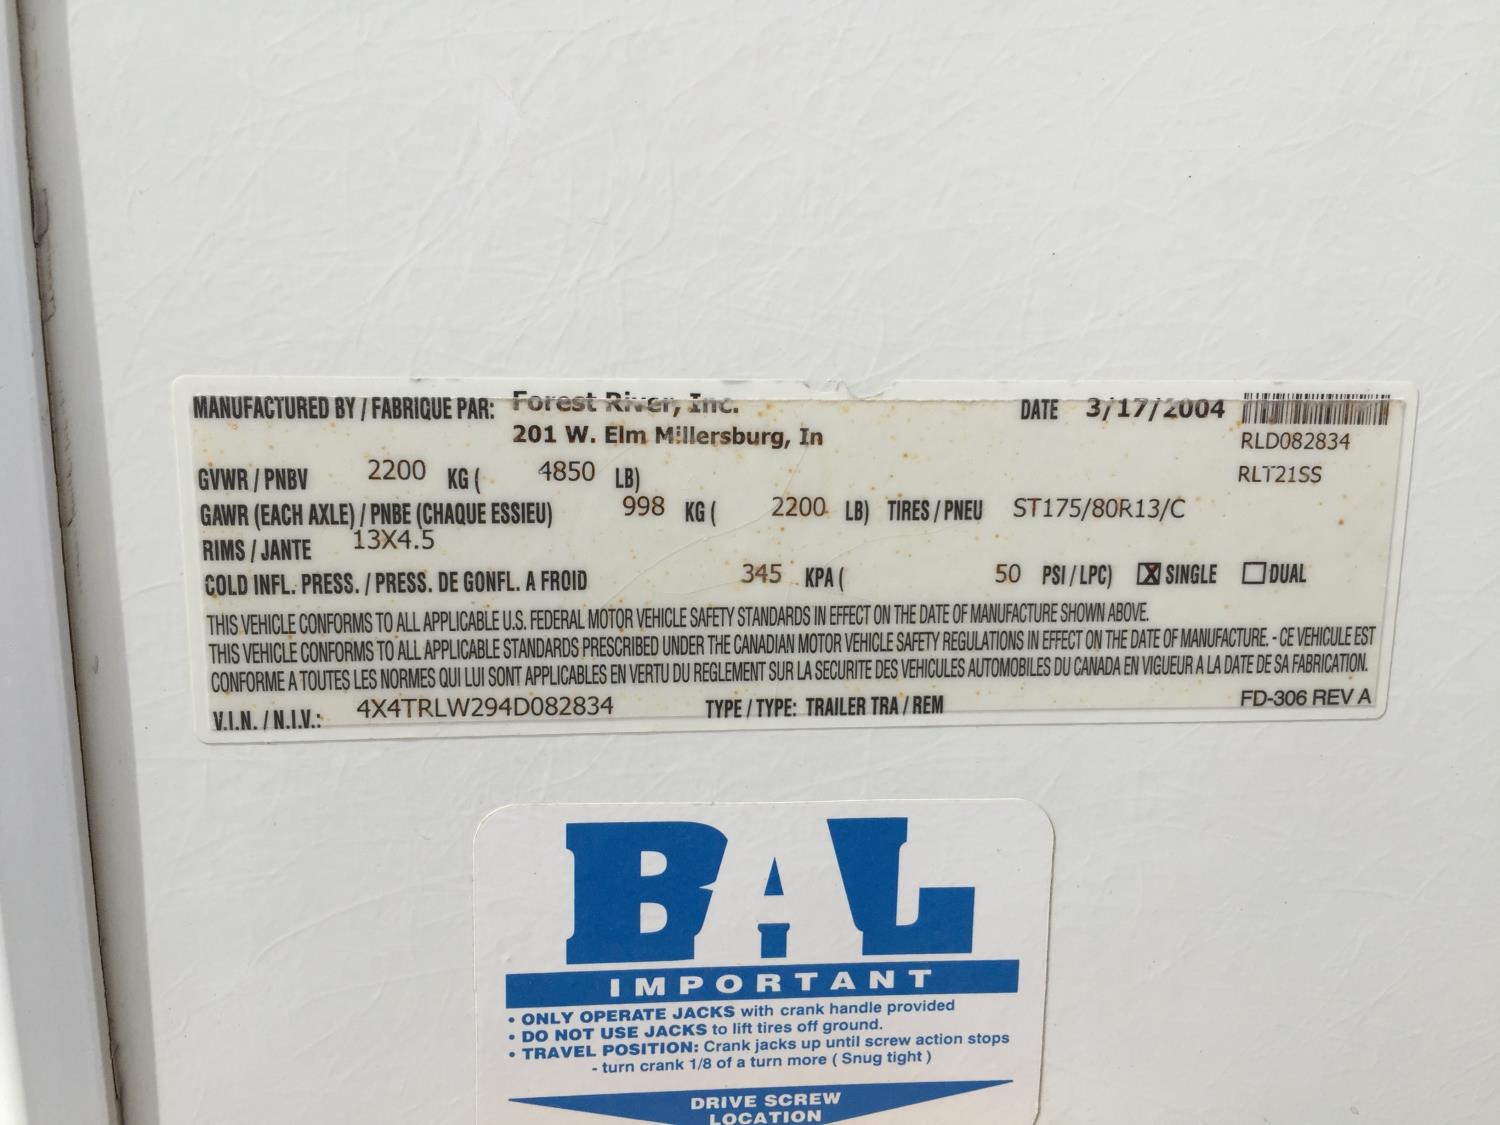 MANUFACTURED BY / FABRIQUE PAR: Forest River, Inc. DATE 3/17/2004
201 W. Elm Millersburg, In RLD082834
GVWR / PNBV 2200 KG ( 4850 LB) RLT21SS
GAWR (EACH AXLE) / PNBE (CHAQUE ESSIEU) 998 KG ( 2200 LB) TIRES / PNEU ST175/80R13/C
RIMS / JANTE 13X4.5
COLD INFL. PRESS. / PRESS. DE GONFL. A FROID 345 KPA ( 50 PSI / LPC) X SINGLE DUAL
THIS VEHICLE CONFORMS TO ALL APPLICABLE U.S. FEDERAL MOTOR VEHICLE SAFETY STANDARDS IN EFFECT ON THE DATE OF MANUFACTURE SHOWN ABOVE.
THIS VEHICLE CONFORMS TO ALL APPLICABLE STANDARDS PRESCRIBED UNDER THE CANADIAN MOTOR VEHICLE SAFETY REGULATIONS IN EFFECT ON THE DATE OF MANUFACTURE. - CE VEHICULE EST
CONFORME A TOUTES LES NORMES QUI LUI SONT APPLICABLES EN VERTU DU REGLEMENT SUR LA SECURITE DES VEHICULES AUTOMOBILES DU CANADA EN VIGUEUR A LA DATE DE SA FABRICATION.
V.I.N. / N.I.V.: 4X4TRLW294D082834 TYPE / TYPE: TRAILER TRA / REM FD-306 REV A
BAL
IMPORTANT
• ONLY OPERATE JACKS with crank handle provided
• DO NOT USE JACKS to lift tires off ground.
• TRAVEL POSITION: Crank jacks up until screw action stops
- turn crank 1/8 of a turn more ( Snug tight )
DRIVE SCREW
LOCATION